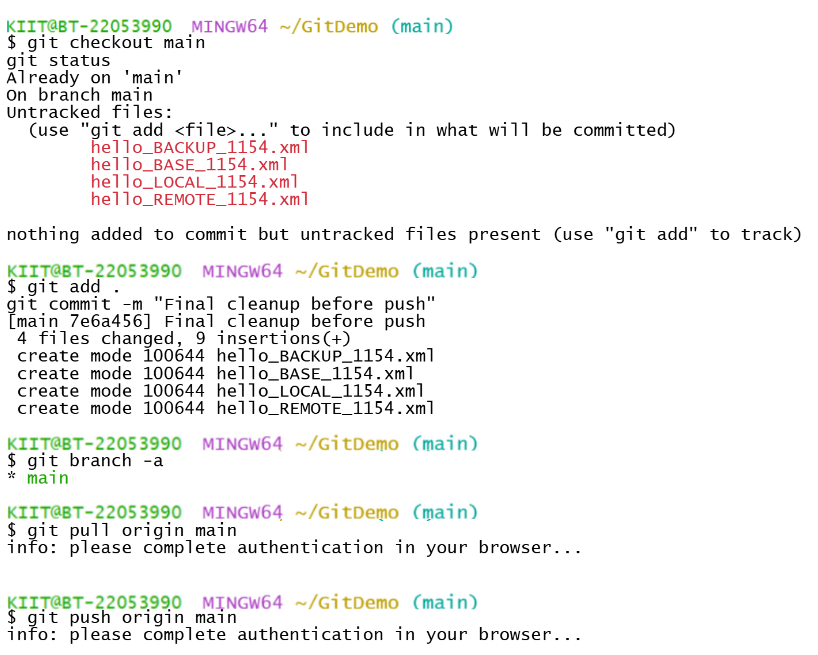 KIIT@BT-22053990 MINGW64 ~/GitDemo (main)
$ git checkout main
git status
Already on 'main'
On branch main
Untracked files:
  (use "git add <file>..." to include in what will be committed)
        hello_BACKUP_1154.xml
        hello_BASE_1154.xml
        hello_LOCAL_1154.xml
        hello_REMOTE_1154.xml
nothing added to commit but untracked files present (use "git add" to track)
KIIT@BT-22053990 MINGW64 ~/GitDemo (main)
$ git add .
git commit -m "Final cleanup before push"
[main 7e6a456] Final cleanup before push
 4 files changed, 9 insertions(+)
 create mode 100644 hello_BACKUP_1154.xml
 create mode 100644 hello_BASE_1154.xml
 create mode 100644 hello_LOCAL_1154.xml
 create mode 100644 hello_REMOTE_1154.xml
KIIT@BT-22053990 MINGW64 ~/GitDemo (main)
$ git branch -a
* main
KIIT@BT-22053990 MINGW64 ~/GitDemo (main)
$ git pull origin main
info: please complete authentication in your browser...
KIIT@BT-22053990 MINGW64 ~/GitDemo (main)
$ git push origin main
info: please complete authentication in your browser...